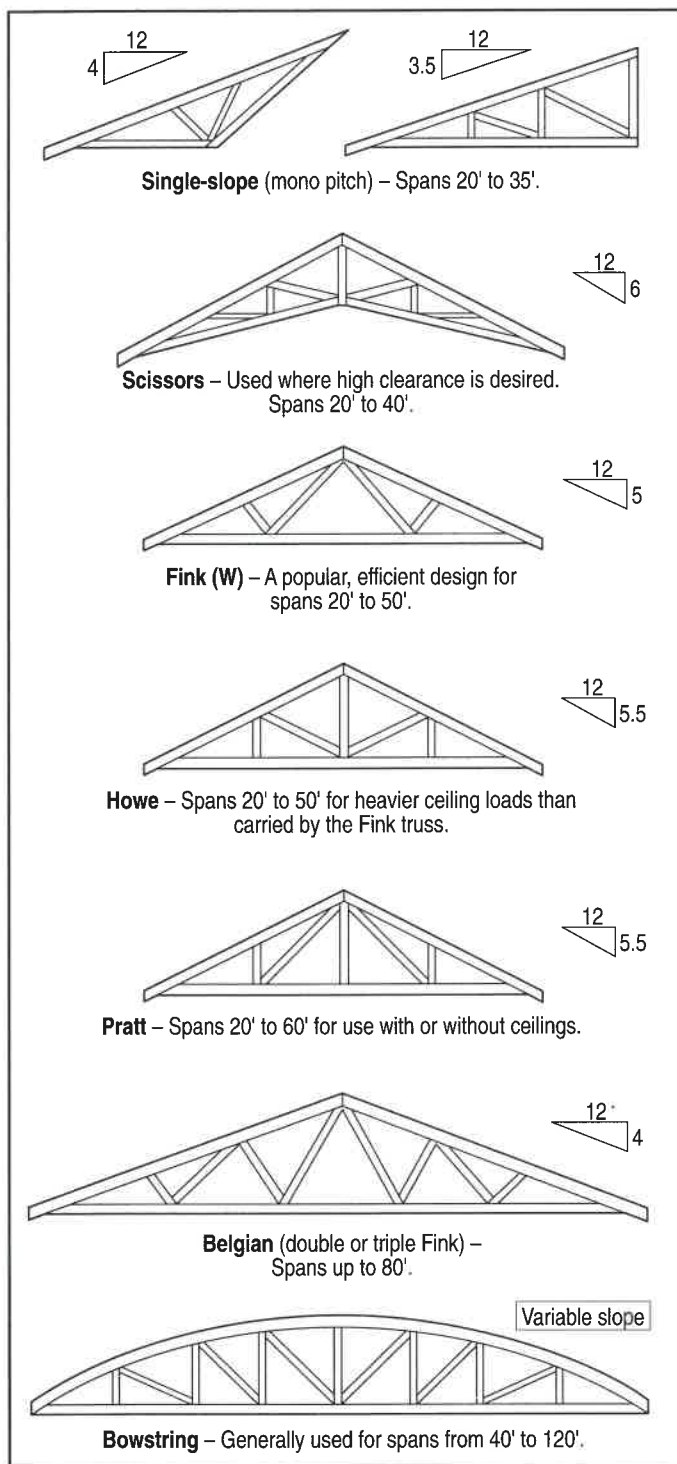 12
4
12
3.5
Single-slope (mono pitch) – Spans 20' to 35'.
12
6
Scissors – Used where high clearance is desired.
Spans 20' to 40'.
12
5
Fink (W) – A popular, efficient design for
spans 20' to 50'.
12
5.5
Howe – Spans 20' to 50' for heavier ceiling loads than
carried by the Fink truss.
12
5.5
Pratt – Spans 20' to 60' for use with or without ceilings.
12
4
Belgian (double or triple Fink) –
Spans up to 80'.
Variable slope
Bowstring – Generally used for spans from 40' to 120'.